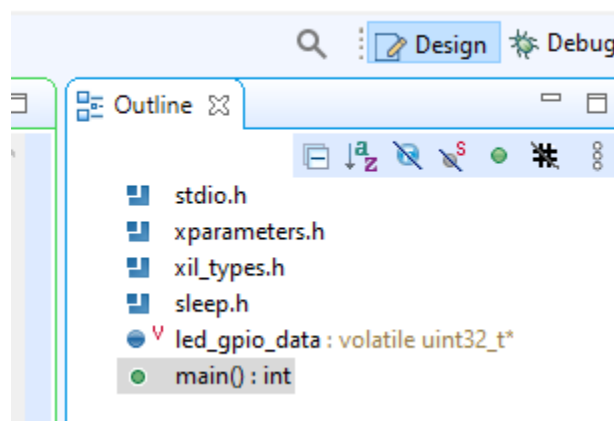 Design Debug
Outline
a z S
stdio.h
xparameters.h
xil_types.h
sleep.h
V led_gpio_data : volatile uint32_t*
main() : int